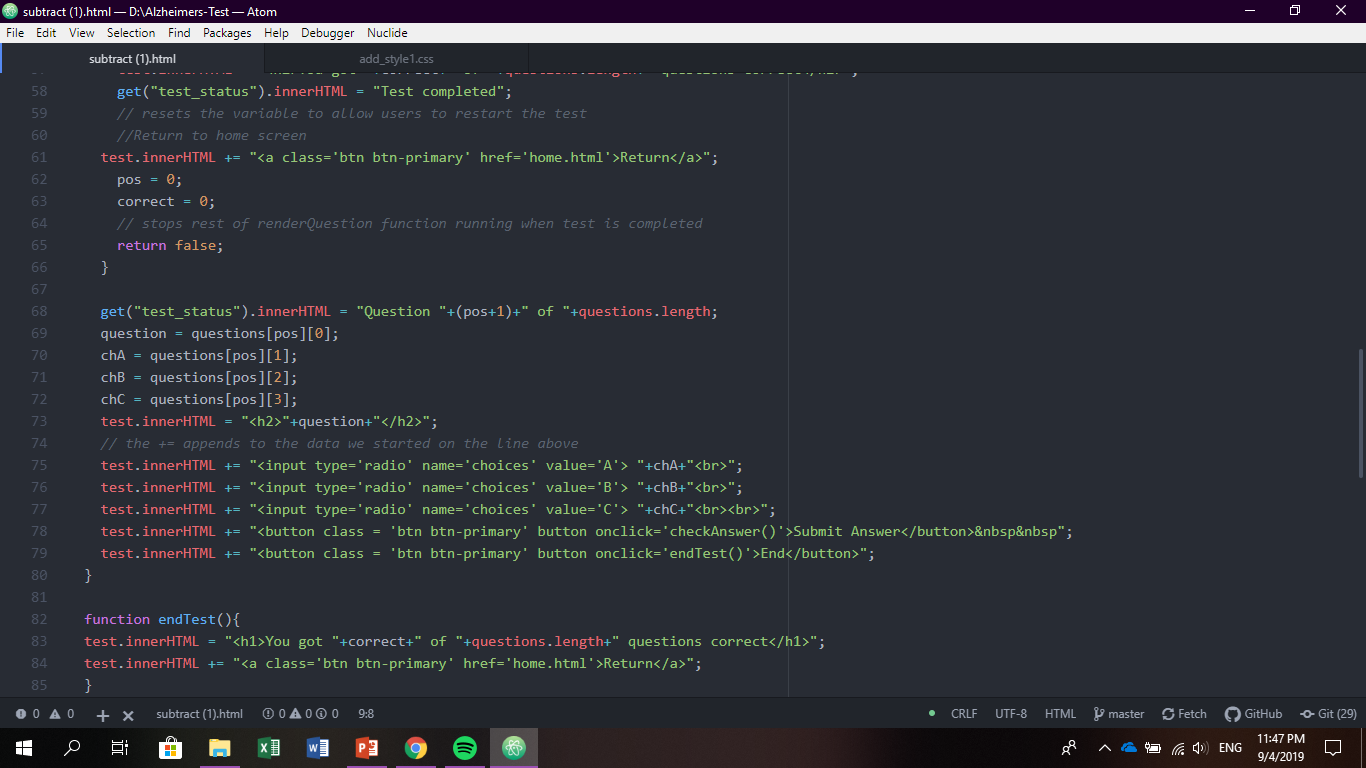 subtract (1).html — D:\Alzheimers-Test — Atom
File Edit View Selection Find Packages Help Debugger Nuclide
subtract (1).html add_style1.css
58 get("test_status").innerHTML = "Test completed";
59 // resets the variable to allow users to restart the test
60 //Return to home screen
61 test.innerHTML += "<a class='btn btn-primary' href='home.html'>Return</a>";
62 pos = 0;
63 correct = 0;
64 // stops rest of renderQuestion function running when test is completed
65 return false;
66 }
67
68 get("test_status").innerHTML = "Question "+(pos+1)+" of "+questions.length;
69 question = questions[pos][0];
70 chA = questions[pos][1];
71 chB = questions[pos][2];
72 chC = questions[pos][3];
73 test.innerHTML = "<h2>"+question+"</h2>";
74 // the += appends to the data we started on the line above
75 test.innerHTML += "<input type='radio' name='choices' value='A'> "+chA+"<br>";
76 test.innerHTML += "<input type='radio' name='choices' value='B'> "+chB+"<br>";
77 test.innerHTML += "<input type='radio' name='choices' value='C'> "+chC+"<br><br>";
78 test.innerHTML += "<button class = 'btn btn-primary' button onclick='checkAnswer()'>Submit Answer</button>&nbsp&nbsp";
79 test.innerHTML += "<button class = 'btn btn-primary' button onclick='endTest()'>End</button>";
80 }
81
82 function endTest(){
83 test.innerHTML = "<h1>You got "+correct+" of "+questions.length+" questions correct</h1>";
84 test.innerHTML += "<a class='btn btn-primary' href='home.html'>Return</a>";
85 }
0 0 + × subtract (1).html 0 0 0 9:8 CRLF UTF-8 HTML master Fetch GitHub Git (29)
ENG 11:47 PM
9/4/2019